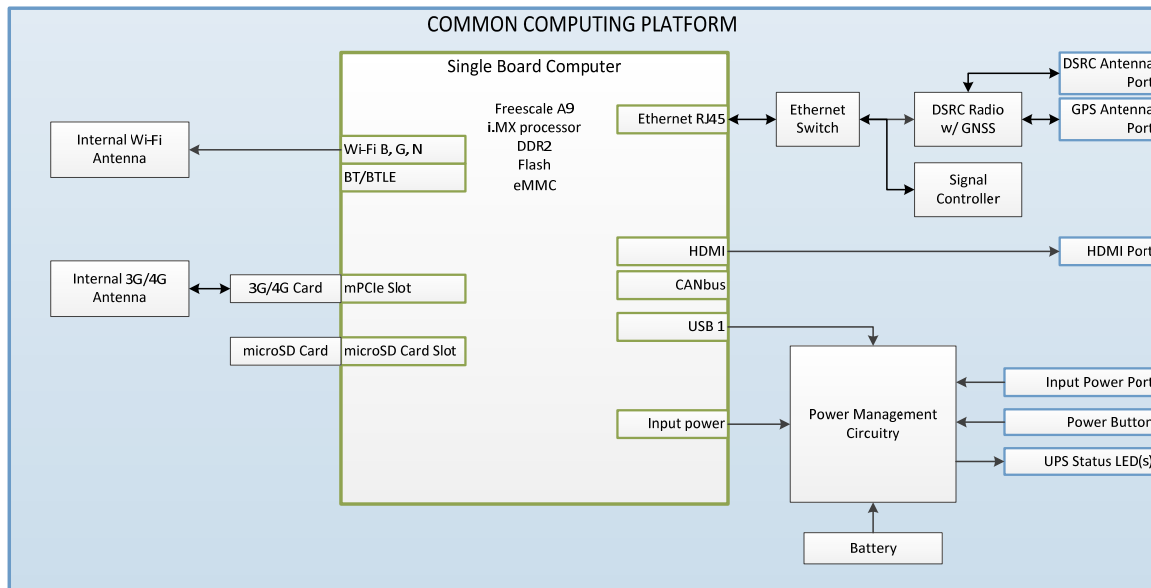 COMMON COMPUTING PLATFORM
Single Board Computer
Freescale A9
i.MX processor
DDR2
Flash
eMMC
Internal Wi-Fi
Antenna
Wi-Fi B, G, N
BT/BTLE
Internal 3G/4G
Antenna
3G/4G Card
mPCIe Slot
microSD Card
microSD Card Slot
Ethernet RJ45
Ethernet
Switch
DSRC Radio
w/ GNSS
DSRC Antenna
Port
GPS Antenna
Port
Signal
Controller
HDMI
HDMI Port
CANbus
USB 1
Input power
Power Management
Circuitry
Input Power Port
Power Button
UPS Status LED(s)
Battery